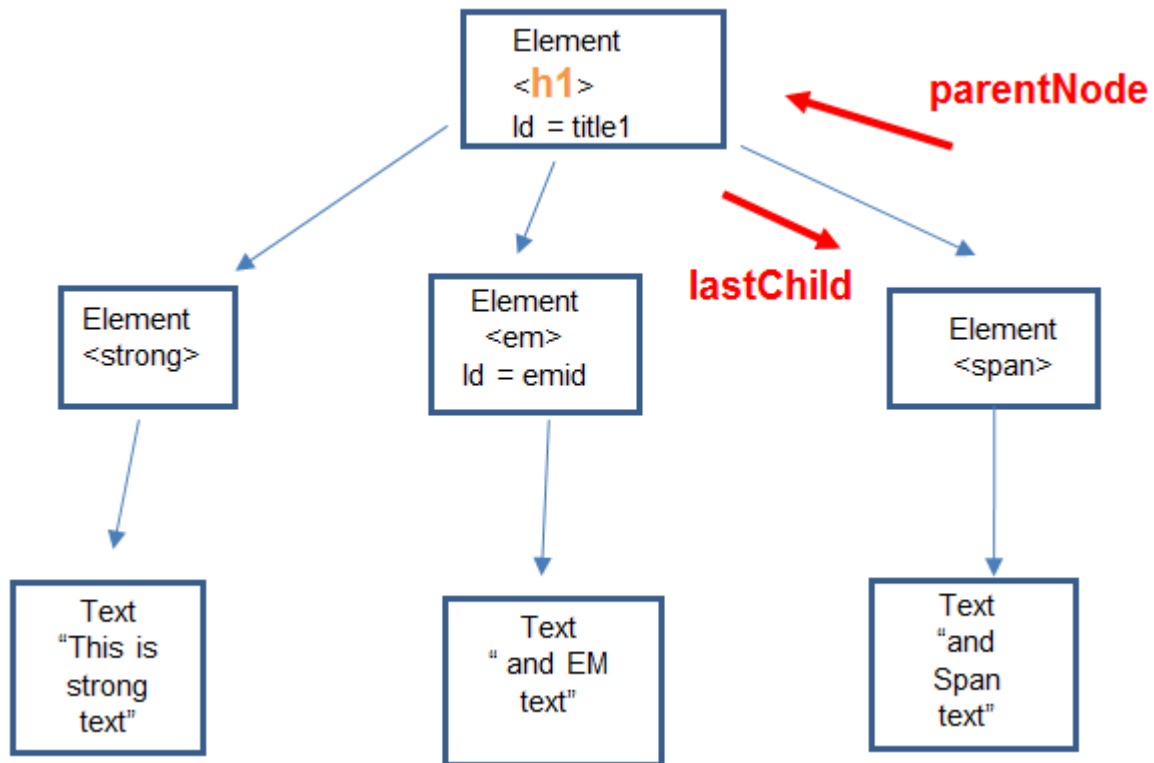 Element
<h1>
Id = title1
parentNode
lastChild
Element
<strong>
Element
<em>
Id = emid
Element
<span>
Text
“This is
strong
text”
Text
“ and EM
text”
Text
“and
Span
text”